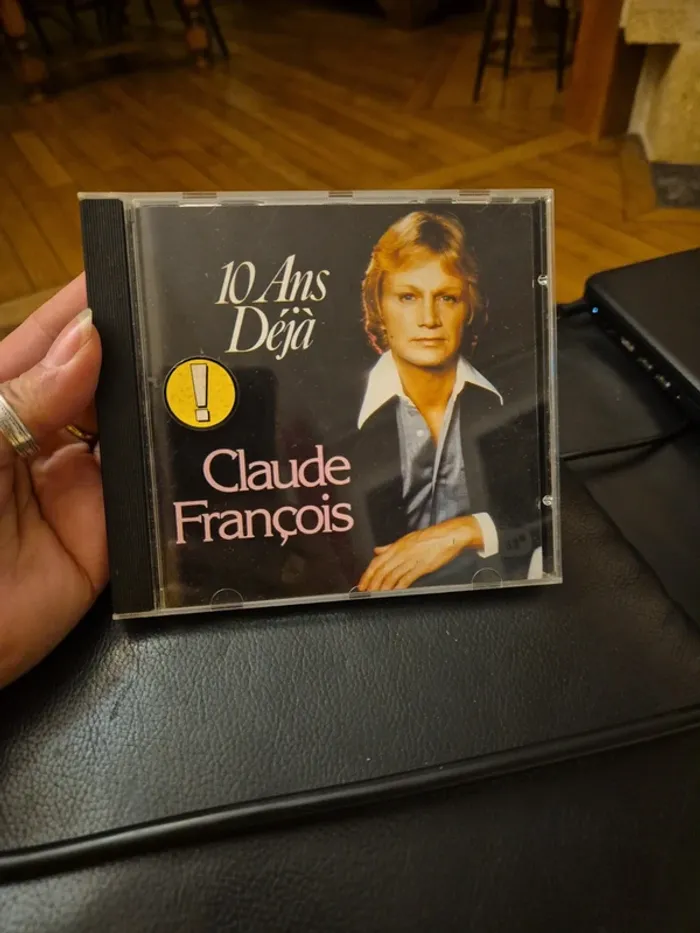 10 Ans
Déjà
!
Claude
François